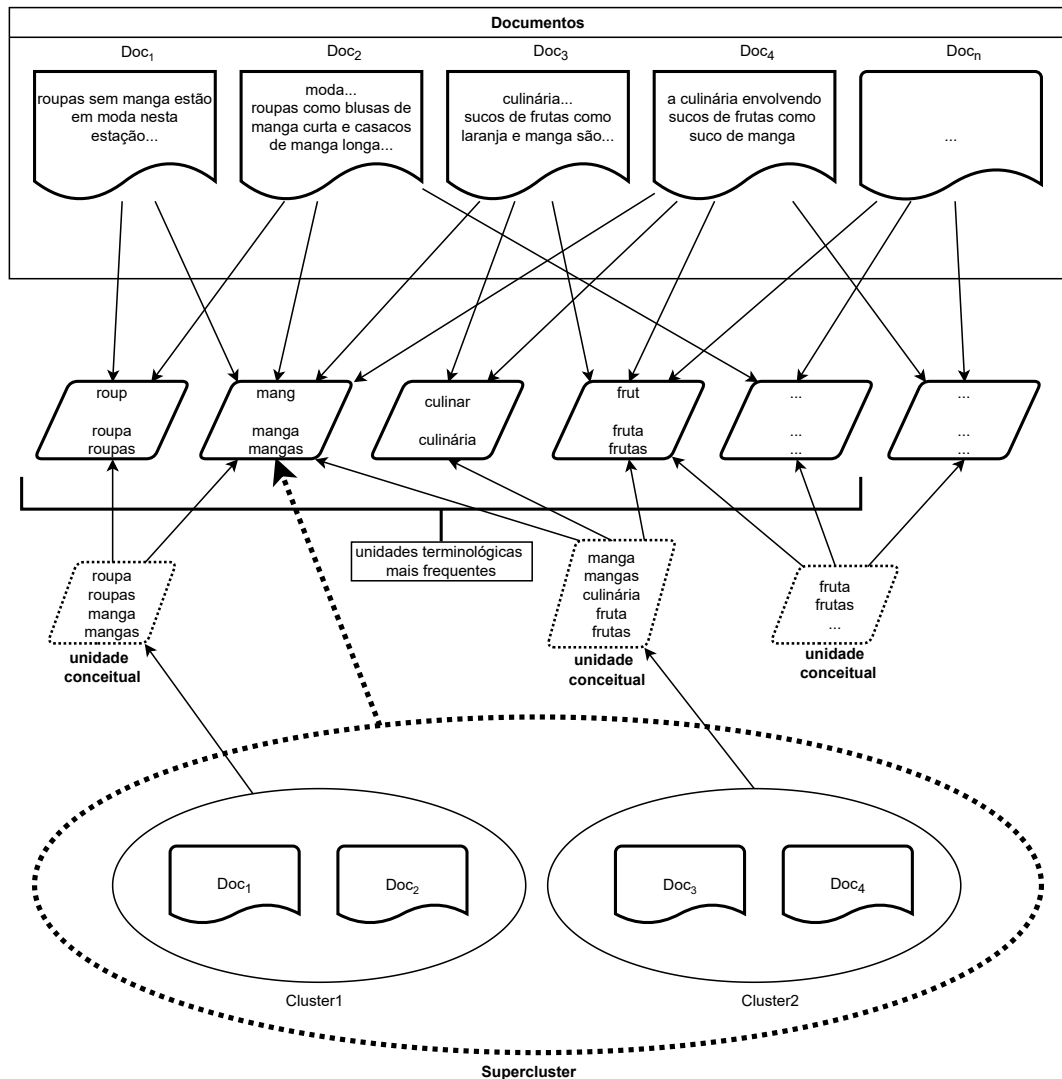 Documentos
Doc1
Doc2
Doc3
Doc4
Docn
roupas sem manga estão
em moda nesta
estação...
moda...
roupas como blusas de
manga curta e casacos
de manga longa...
culinária...
sucos de frutas como
laranja e manga são...
a culinária envolvendo
sucos de frutas como
suco de manga
...
roup
roupa
roupas
mang
manga
mangas
culinar
culinária
frut
fruta
frutas
...
...
...
...
...
...
unidades terminológicas
mais frequentes
roupa
roupas
manga
mangas
unidade
conceitual
manga
mangas
culinária
fruta
frutas
unidade
conceitual
fruta
frutas
...
unidade
conceitual
Doc1
Doc2
Doc3
Doc4
Cluster1
Cluster2
Supercluster